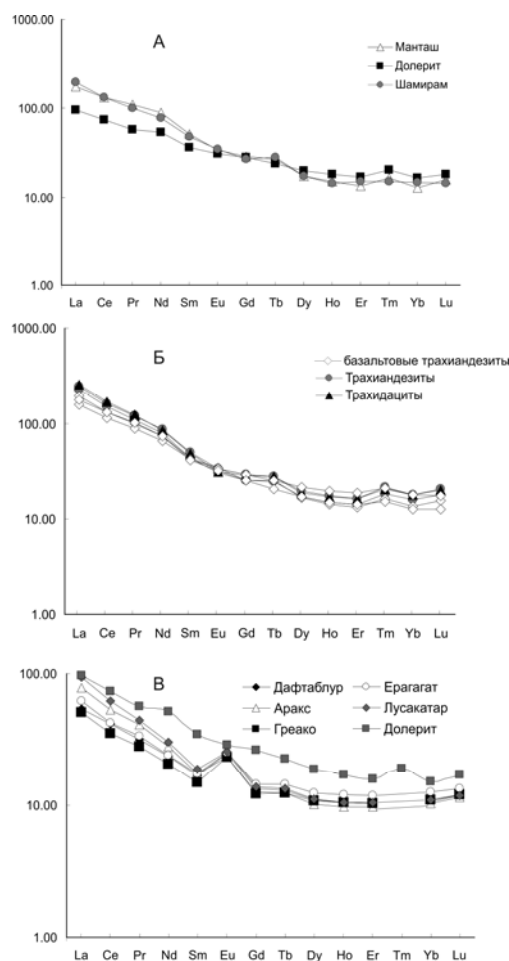 1000.00
А
Манташ
Долерит
Шамирам
100.00
10.00
1.00
La Ce Pr Nd Sm Eu Gd Tb Dy Ho Er Tm Yb Lu
1000.00
Б
базальтовые трахиандезиты
Трахиандезиты
Трахидациты
100.00
10.00
1.00
La Ce Pr Nd Sm Eu Gd Tb Dy Ho Er Tm Yb Lu
100.00
В
Дафтаблур Ерагагат
Аракс Лусакатар
Греако Долерит
10.00
1.00
La Ce Pr Nd Sm Eu Gd Tb Dy Ho Er Tm Yb Lu